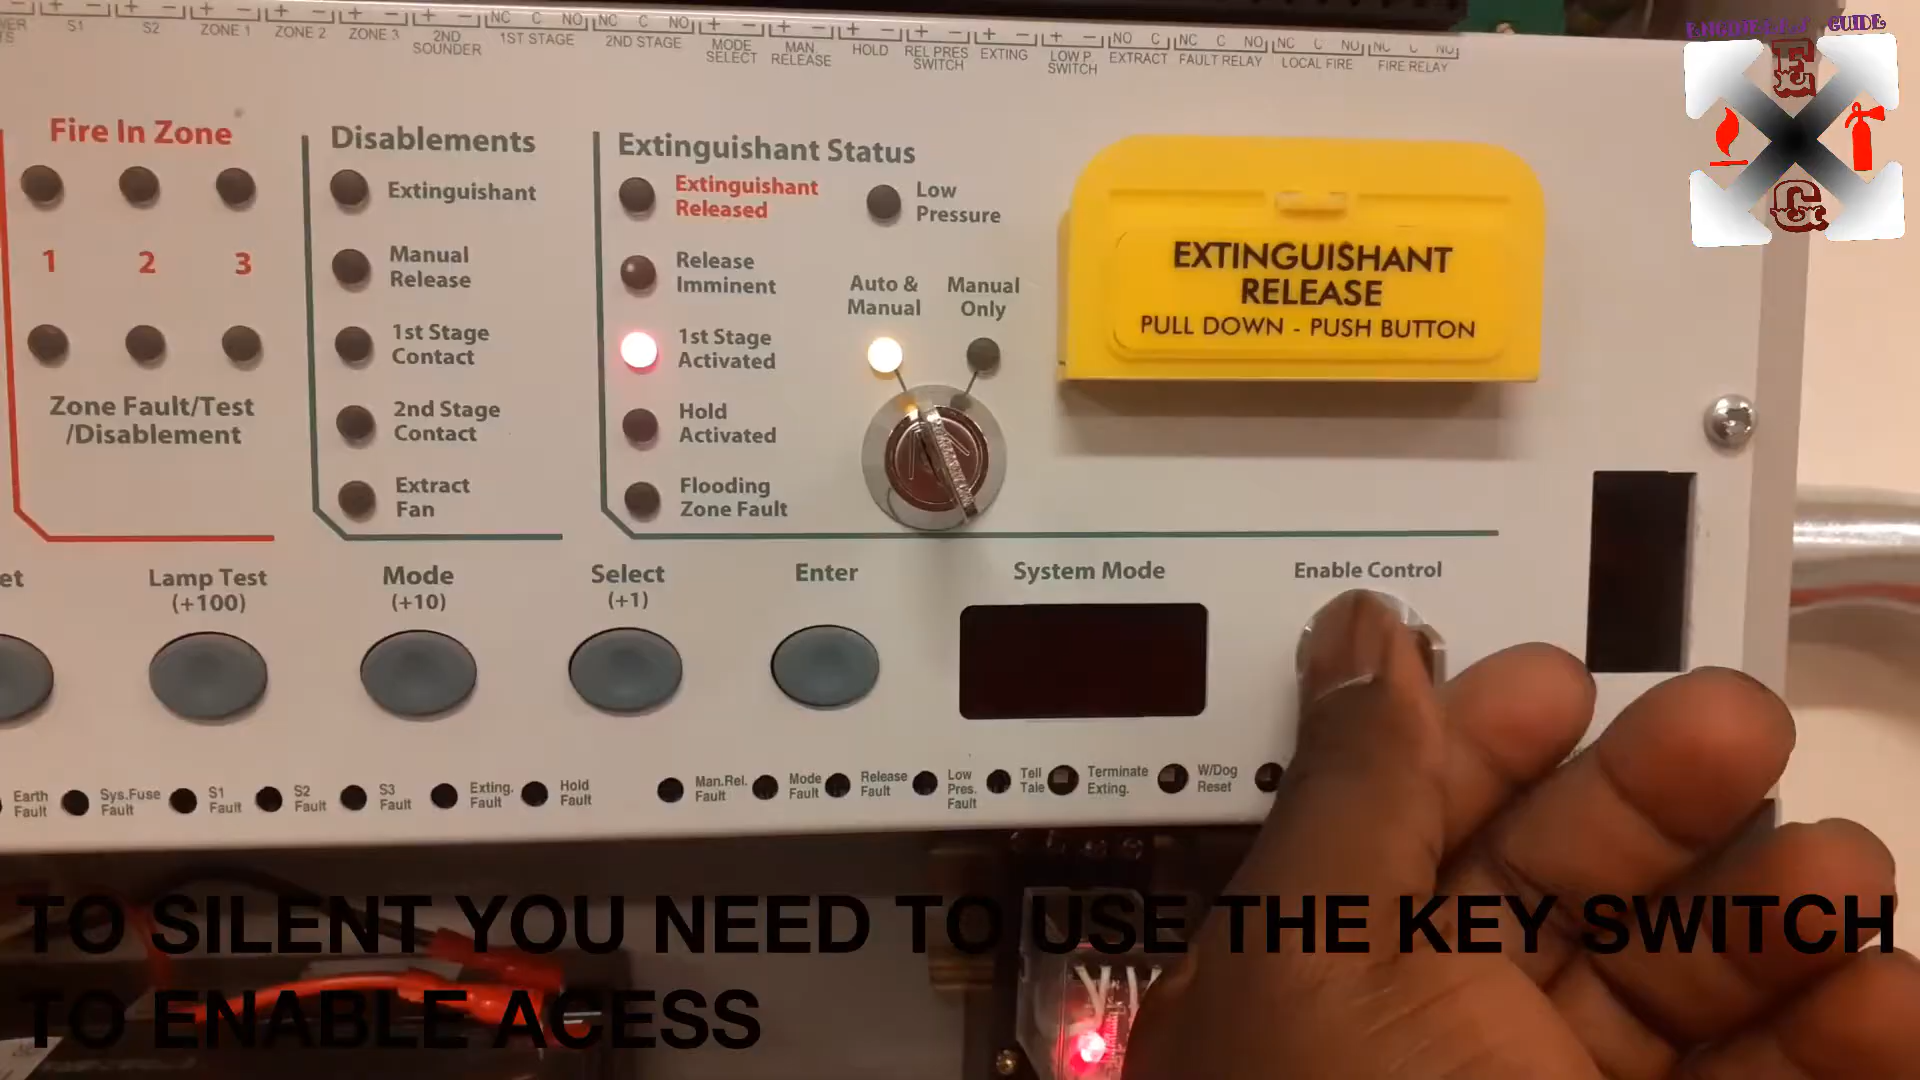 S1 S2 ZONE 1 ZONE 2 ZONE 3 2ND SOUNDER NC C NO 1ST STAGE NC C NO 2ND STAGE MODE SELECT MAN. RELEASE HOLD REL PRES SWITCH EXTING LOW P. SWITCH NO C EXTRACT NC C NO FAULT RELAY NC C NO LOCAL FIRE NC C NO FIRE RELAY
ENGINEERS GUIDE
E
G
Fire In Zone
1 2 3
Zone Fault/Test
/Disablement
Disablements
Extinguishant
Manual
Release
1st Stage
Contact
2nd Stage
Contact
Extract
Fan
Extinguishant Status
Extinguishant
Released
Release
Imminent
1st Stage
Activated
Hold
Activated
Flooding
Zone Fault
Low
Pressure
Auto &
Manual
Manual
Only
EXTINGUISHANT
RELEASE
PULL DOWN - PUSH BUTTON
et
Lamp Test
(+100)
Mode
(+10)
Select
(+1)
Enter
System Mode
Enable Control
Earth
Fault
Sys.Fuse
Fault
S1
Fault
S2
Fault
S3
Fault
Exting.
Fault
Hold
Fault
Man.Rel.
Fault
Mode
Fault
Release
Fault
Low
Pres.
Fault
Tell
Tale
Terminate
Exting.
W/Dog
Reset
TO SILENT YOU NEED TO USE THE KEY SWITCH
TO ENABLE ACESS